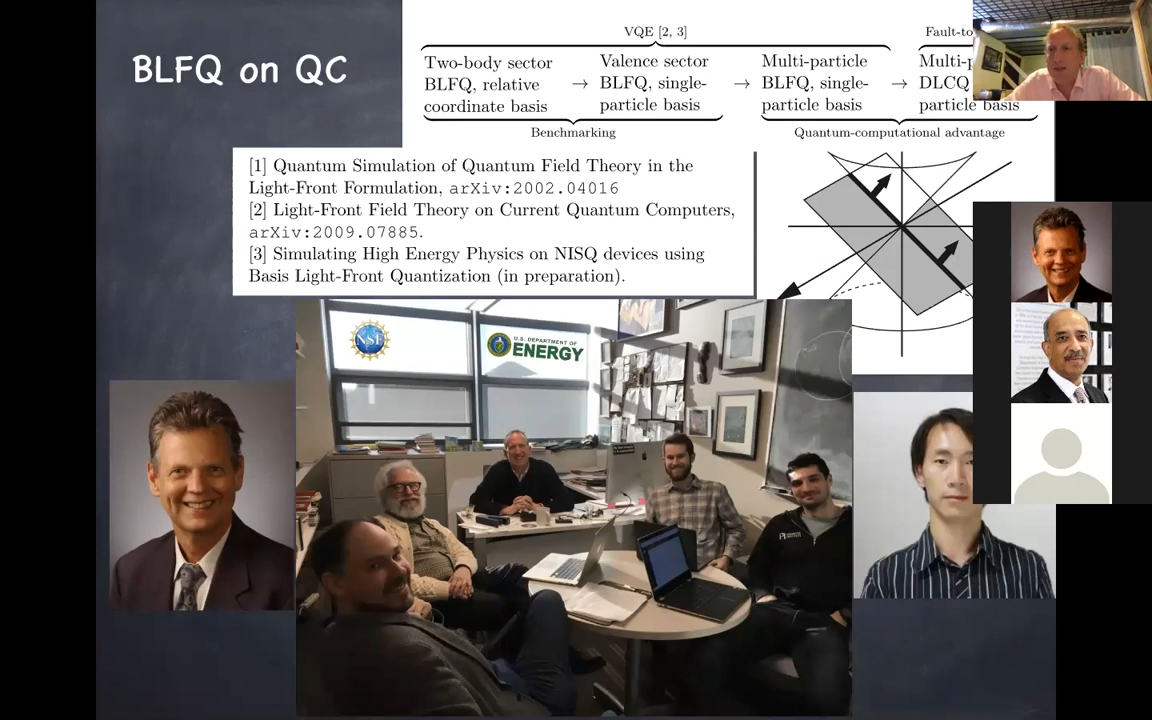 BLFQ on QC
VQE [2, 3]
Fault-to
Two-body sector
BLFQ, relative
coordinate basis
→
Valence sector
BLFQ, single-
particle basis
→
Multi-particle
BLFQ, single-
particle basis
→
Multi-p
DLCQ
particle basis
Benchmarking
Quantum-computational advantage
[1] Quantum Simulation of Quantum Field Theory in the
Light-Front Formulation, arXiv:2002.04016
[2] Light-Front Field Theory on Current Quantum Computers,
arXiv:2009.07885.
[3] Simulating High Energy Physics on NISQ devices using
Basis Light-Front Quantization (in preparation).
NSF
U.S. DEPARTMENT OF
ENERGY